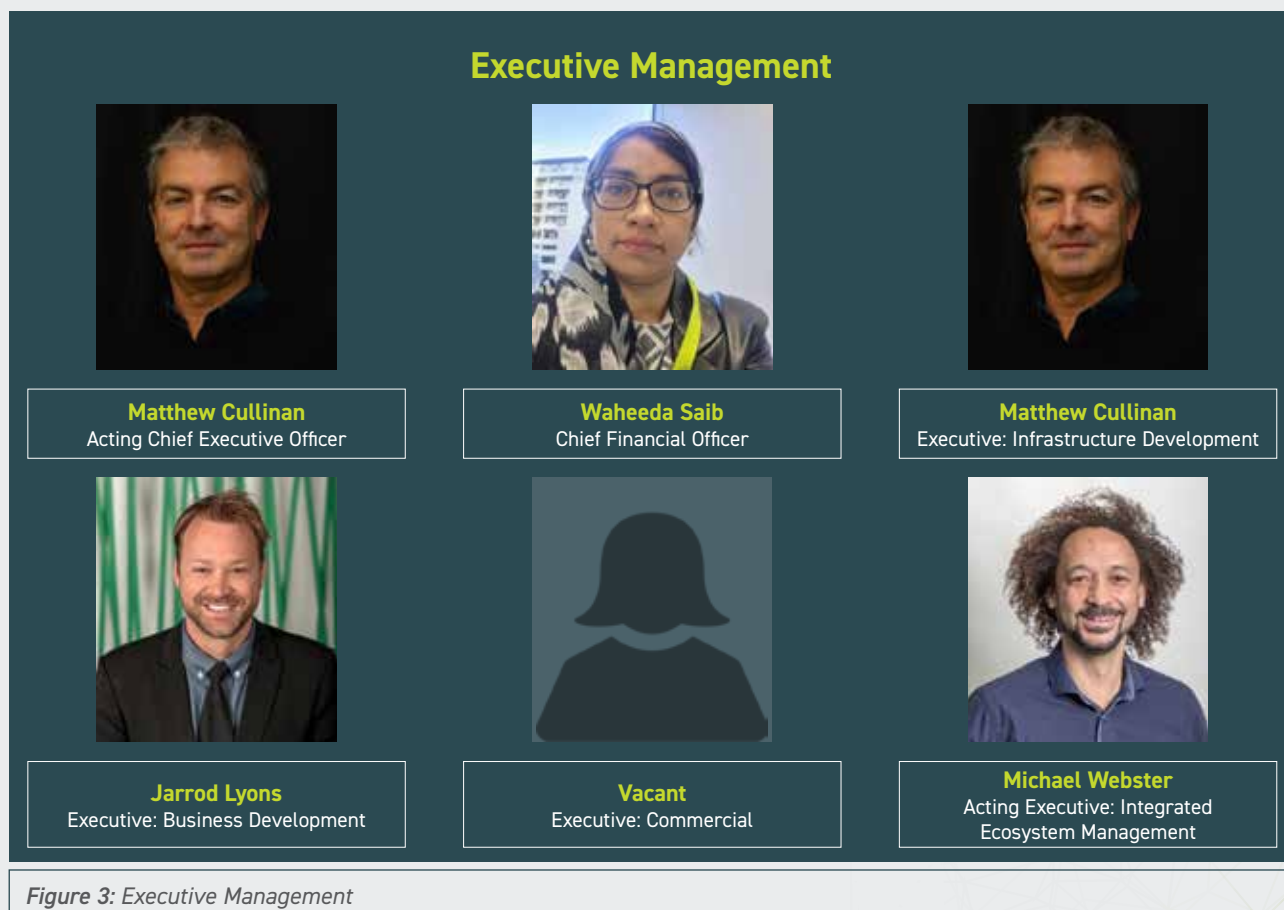 Executive Management
Matthew Cullinan
Acting Chief Executive Officer
Waheeda Saib
Chief Financial Officer
Matthew Cullinan
Executive: Infrastructure Development
Jarrod Lyons
Executive: Business Development
Vacant
Executive: Commercial
Michael Webster
Acting Executive: Integrated
Ecosystem Management
Figure 3: Executive Management